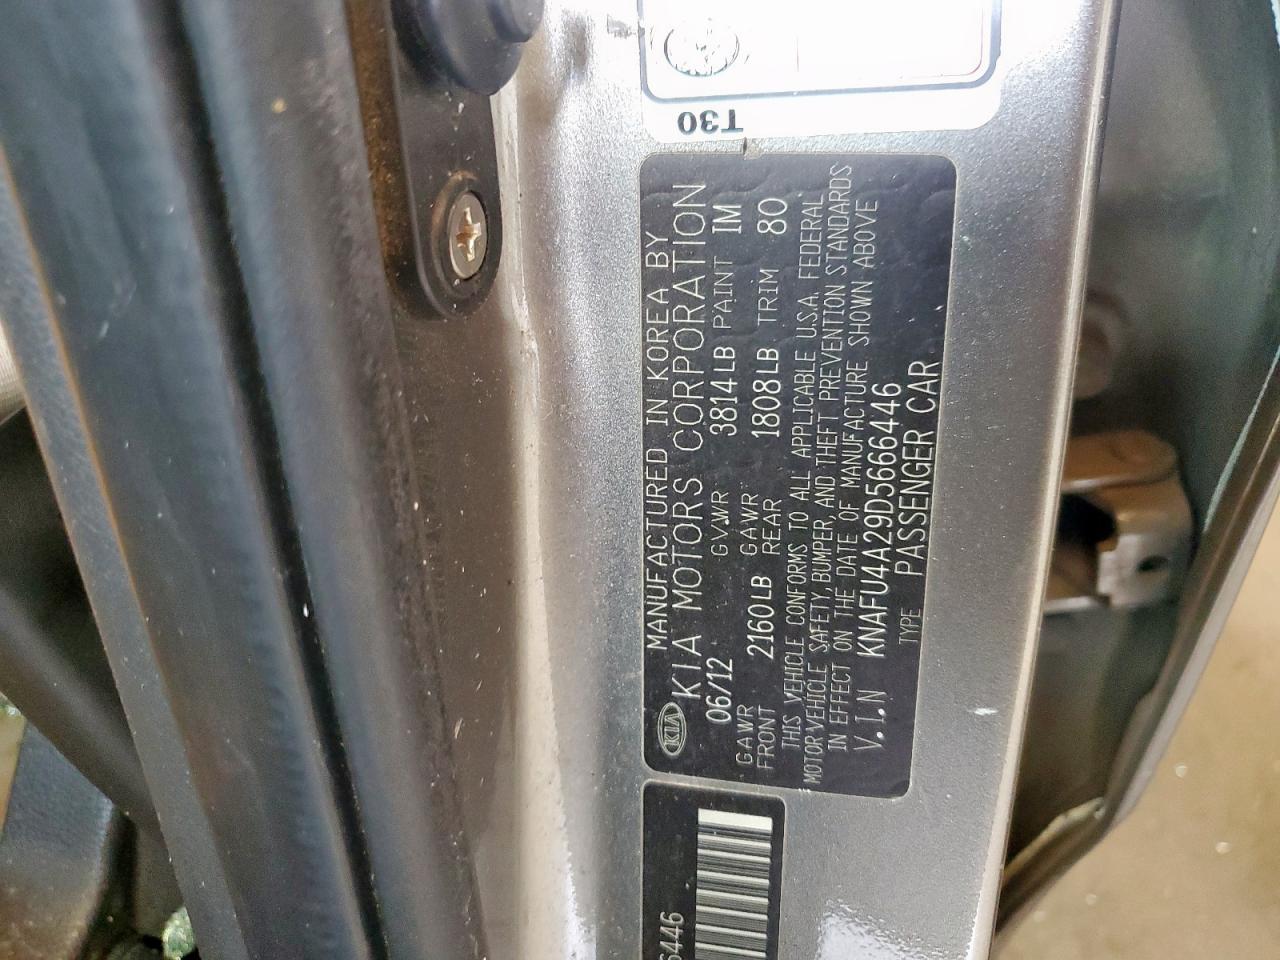 T30
MANUFACTURED IN KOREA BY
KIA KIA MOTORS CORPORATION
06/12 GVWR 3814LB PAINT IM
GAWR FRONT 2160LB GAWR REAR 1808LB TRIM 80
THIS VEHICLE CONFORMS TO ALL APPLICABLE U.S.A. FEDERAL
MOTOR VEHICLE SAFETY, BUMPER, AND THEFT PREVENTION STANDARDS
IN EFFECT ON THE DATE OF MANUFACTURE SHOWN ABOVE
V.I.N KNAFU4A29D5666446
TYPE PASSENGER CAR
6446